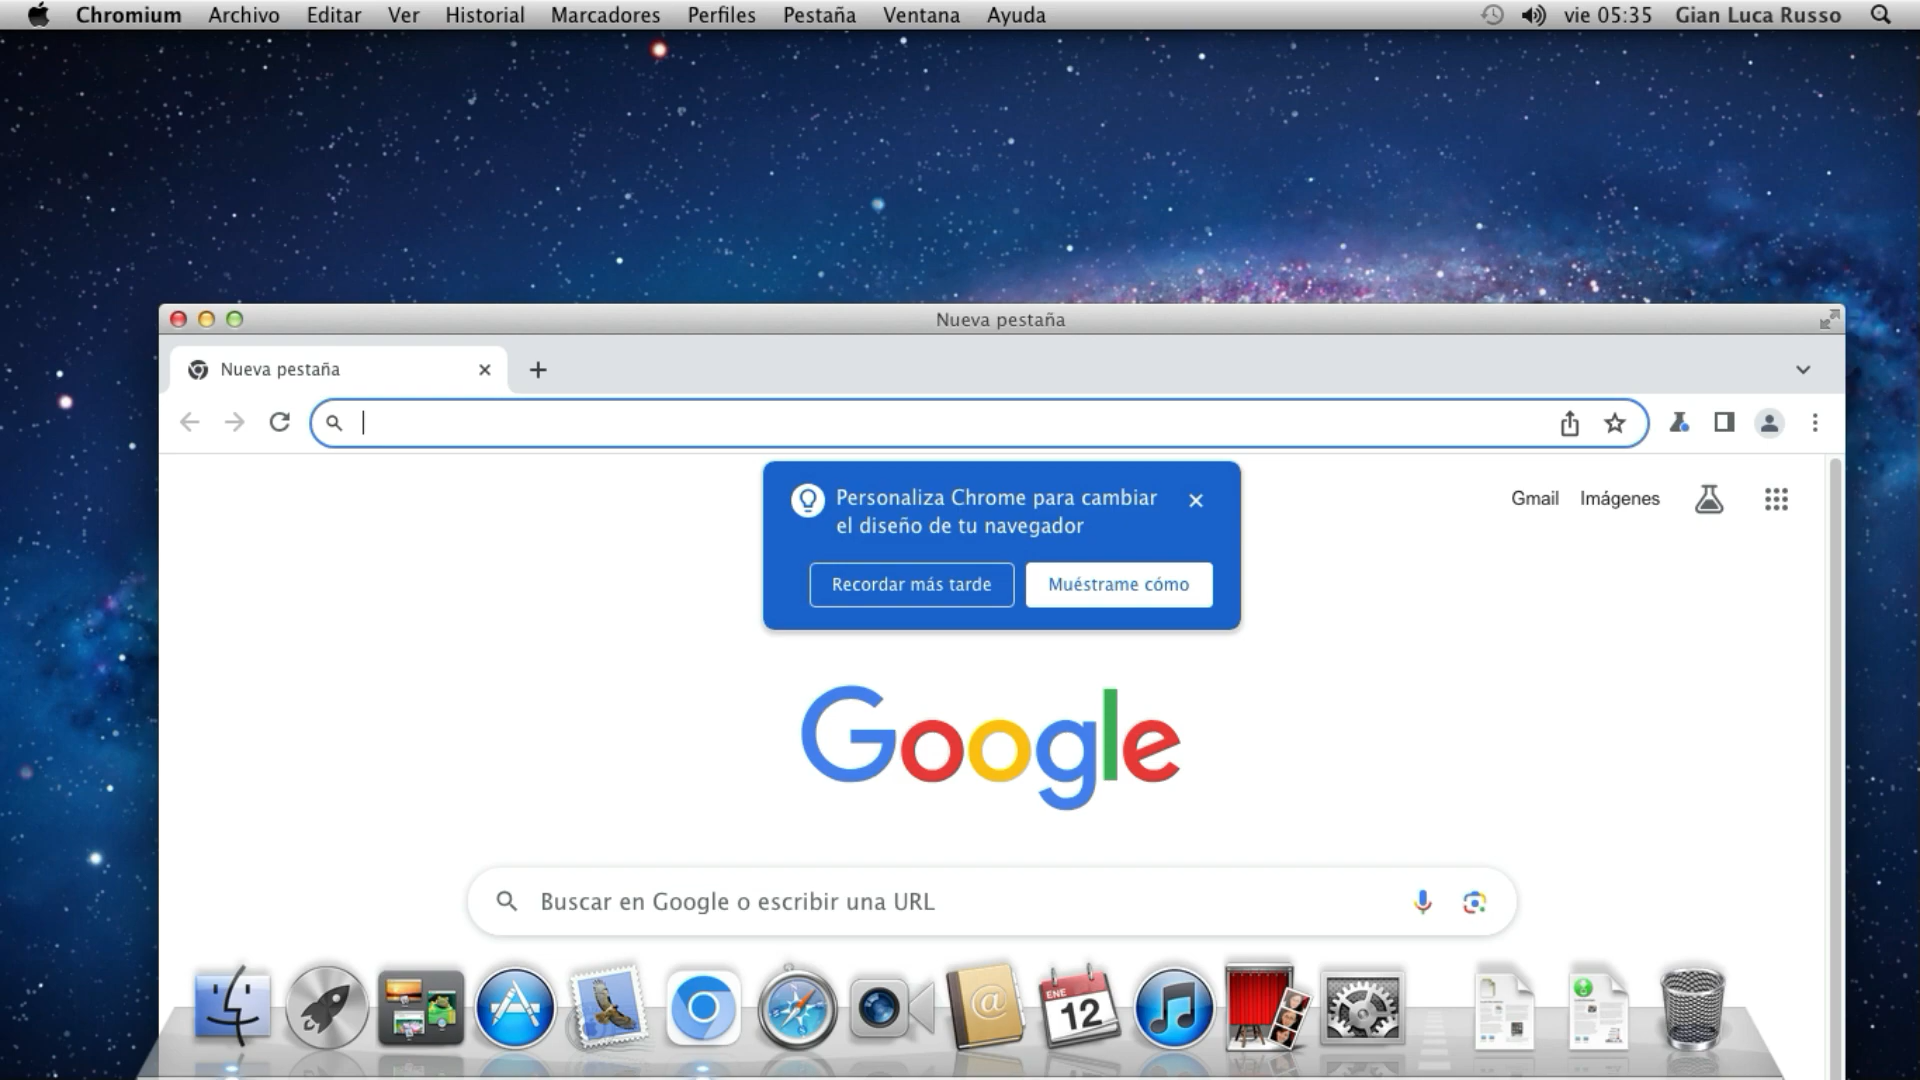 Chromium Archivo Editar Ver Historial Marcadores Perfiles Pestaña Ventana Ayuda vie 05:35 Gian Luca Russo
Nueva pestaña
Nueva pestaña
Personaliza Chrome para cambiar
el diseño de tu navegador
Recordar más tarde Muéstrame cómo
Gmail Imágenes
Google
Buscar en Google o escribir una URL
ENE
12